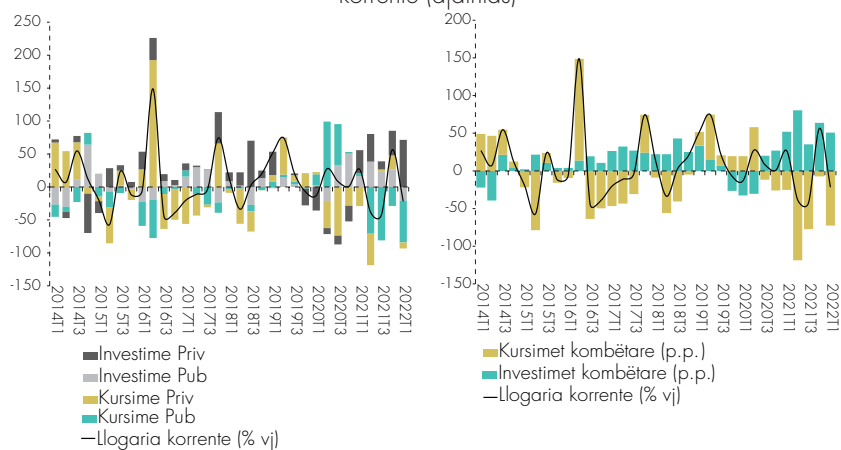 korrente (djathtas)
250
200
150
100
50
0
-50
-100
-150
2014T1
2014T3
2015T1
2015T3
2016T1
2016T3
2017T1
2017T3
2018T1
2018T3
2019T1
2019T3
2020T1
2020T3
2021T1
2021T3
2022T1
Investime Priv
Investime Pub
Kursime Priv
Kursime Pub
Llogaria korrente (% vj)
200
150
100
50
0
-50
-100
-150
2014T1
2014T3
2015T1
2015T3
2016T1
2016T3
2017T1
2017T3
2018T1
2018T3
2019T1
2019T3
2020T1
2020T3
2021T1
2021T3
2022T1
Kursimet kombëtare (p.p.)
Investimet kombëtare (p.p.)
Llogaria korrente (% vj)